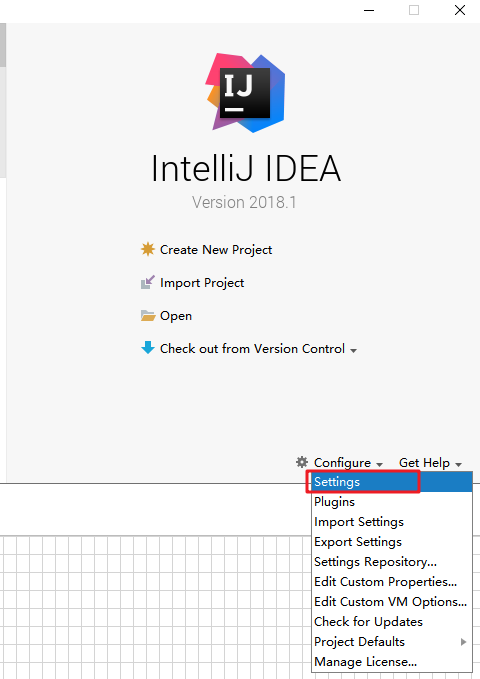 IJ
IntelliJ IDEA
Version 2018.1
Create New Project
Import Project
Open
Check out from Version Control
Configure Get Help
Settings
Plugins
Import Settings
Export Settings
Settings Repository...
Edit Custom Properties...
Edit Custom VM Options...
Check for Updates
Project Defaults
Manage License...